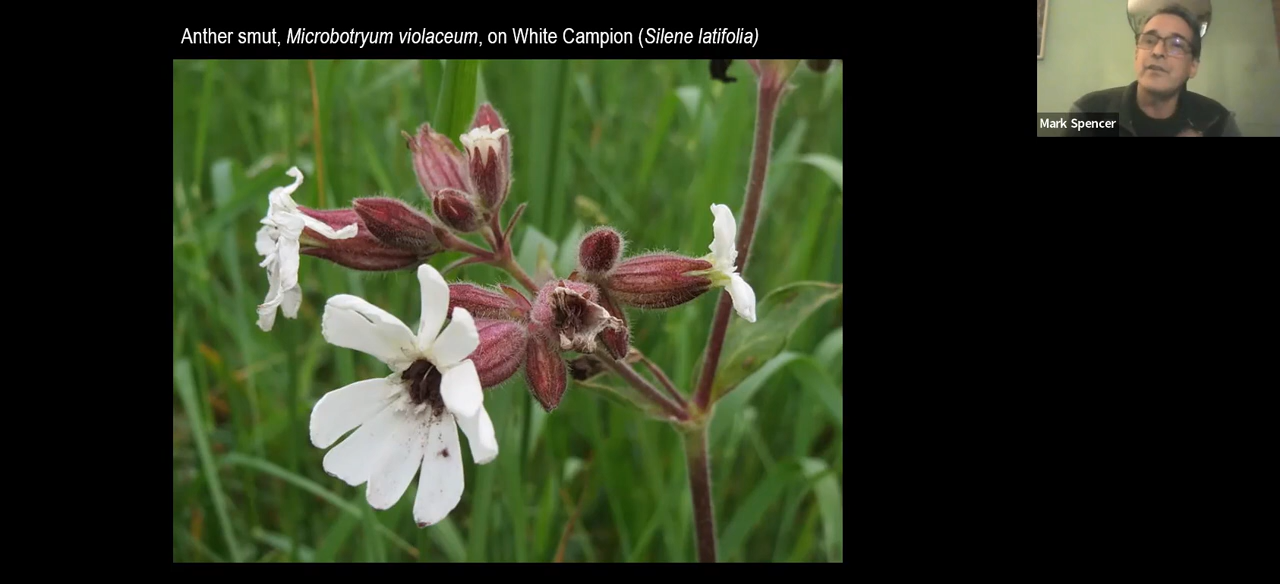 Anther smut, Microbotryum violaceum, on White Campion (Silene latifolia)
Mark Spencer